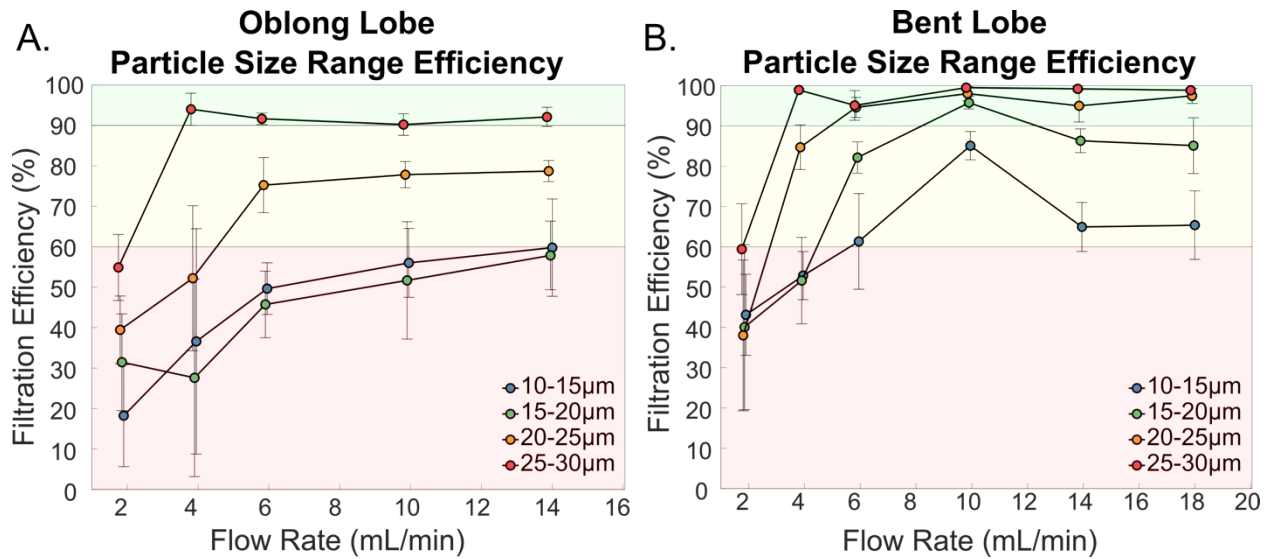 A.
Oblong Lobe
Particle Size Range Efficiency
Filtration Efficiency (%)
100
90
80
70
60
50
40
30
20
10
0
2
4
6
8
10
12
14
16
Flow Rate (mL/min)
10-15µm
15-20µm
20-25µm
25-30µm
B.
Bent Lobe
Particle Size Range Efficiency
Filtration Efficiency (%)
100
90
80
70
60
50
40
30
20
10
0
2
4
6
8
10
12
14
16
18
20
Flow Rate (mL/min)
10-15µm
15-20µm
20-25µm
25-30µm